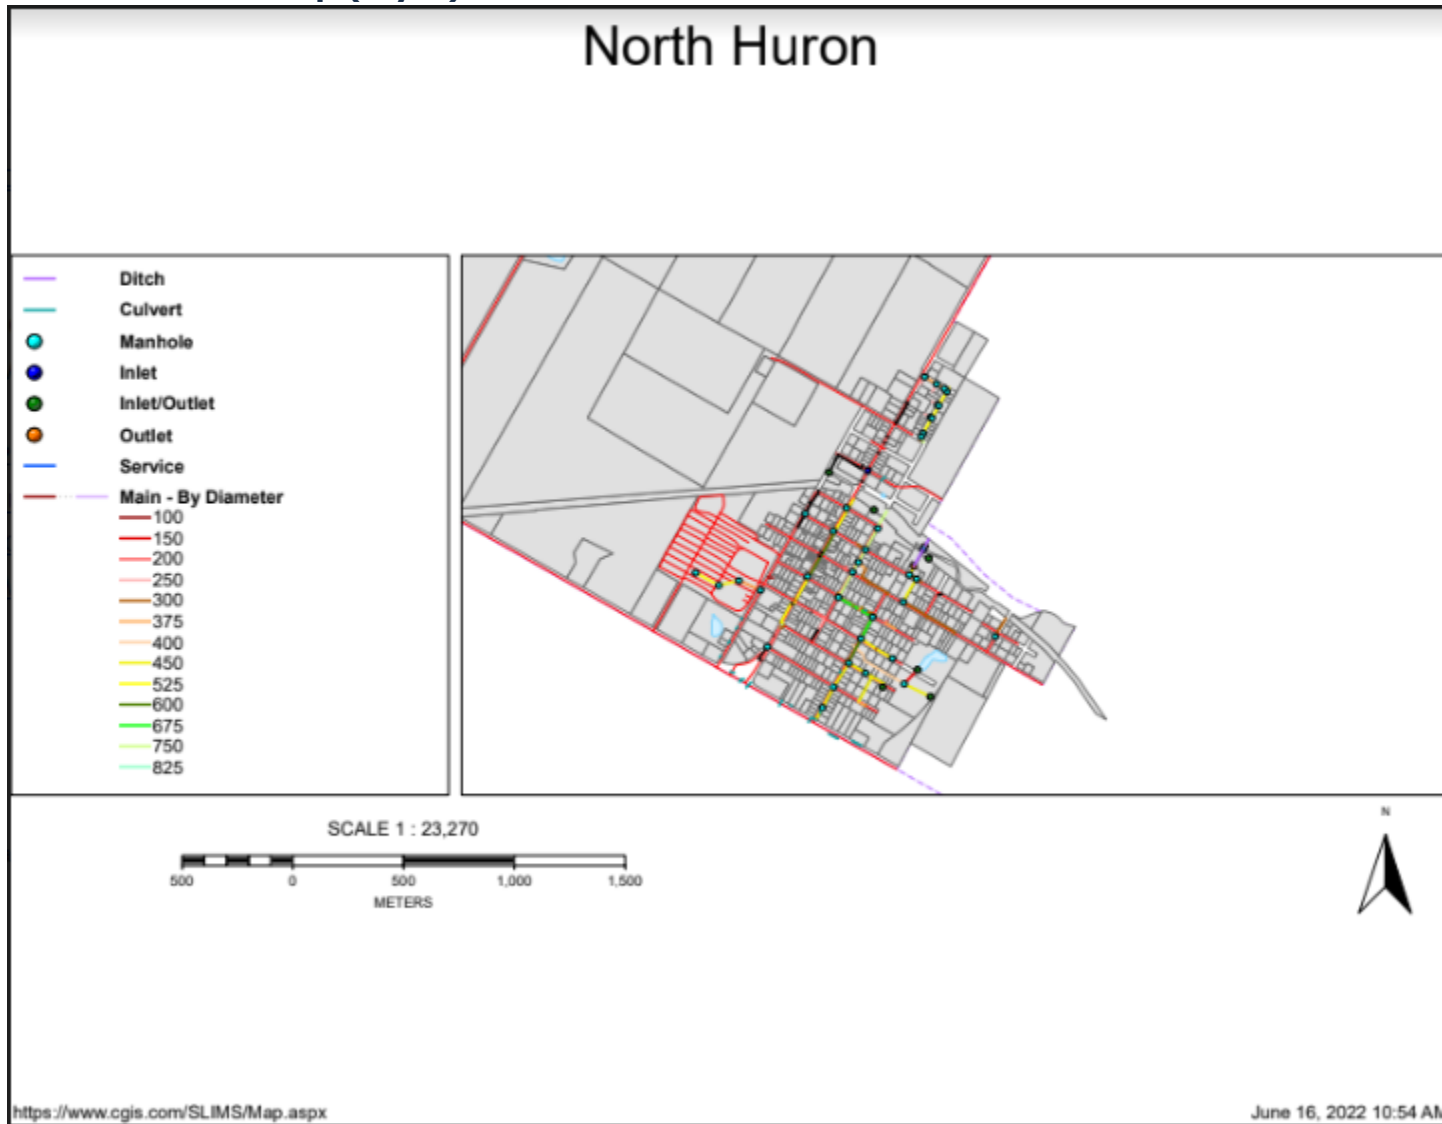 North Huron
Ditch
Culvert
Manhole
Inlet
Inlet/Outlet
Outlet
Service
Main - By Diameter
100
150
200
250
300
375
400
450
525
600
675
750
825
SCALE 1 : 23,270
500 0 500 1,000 1,500
METERS
N
https://www.cgis.com/SLIMS/Map.aspx
June 16, 2022 10:54 AM